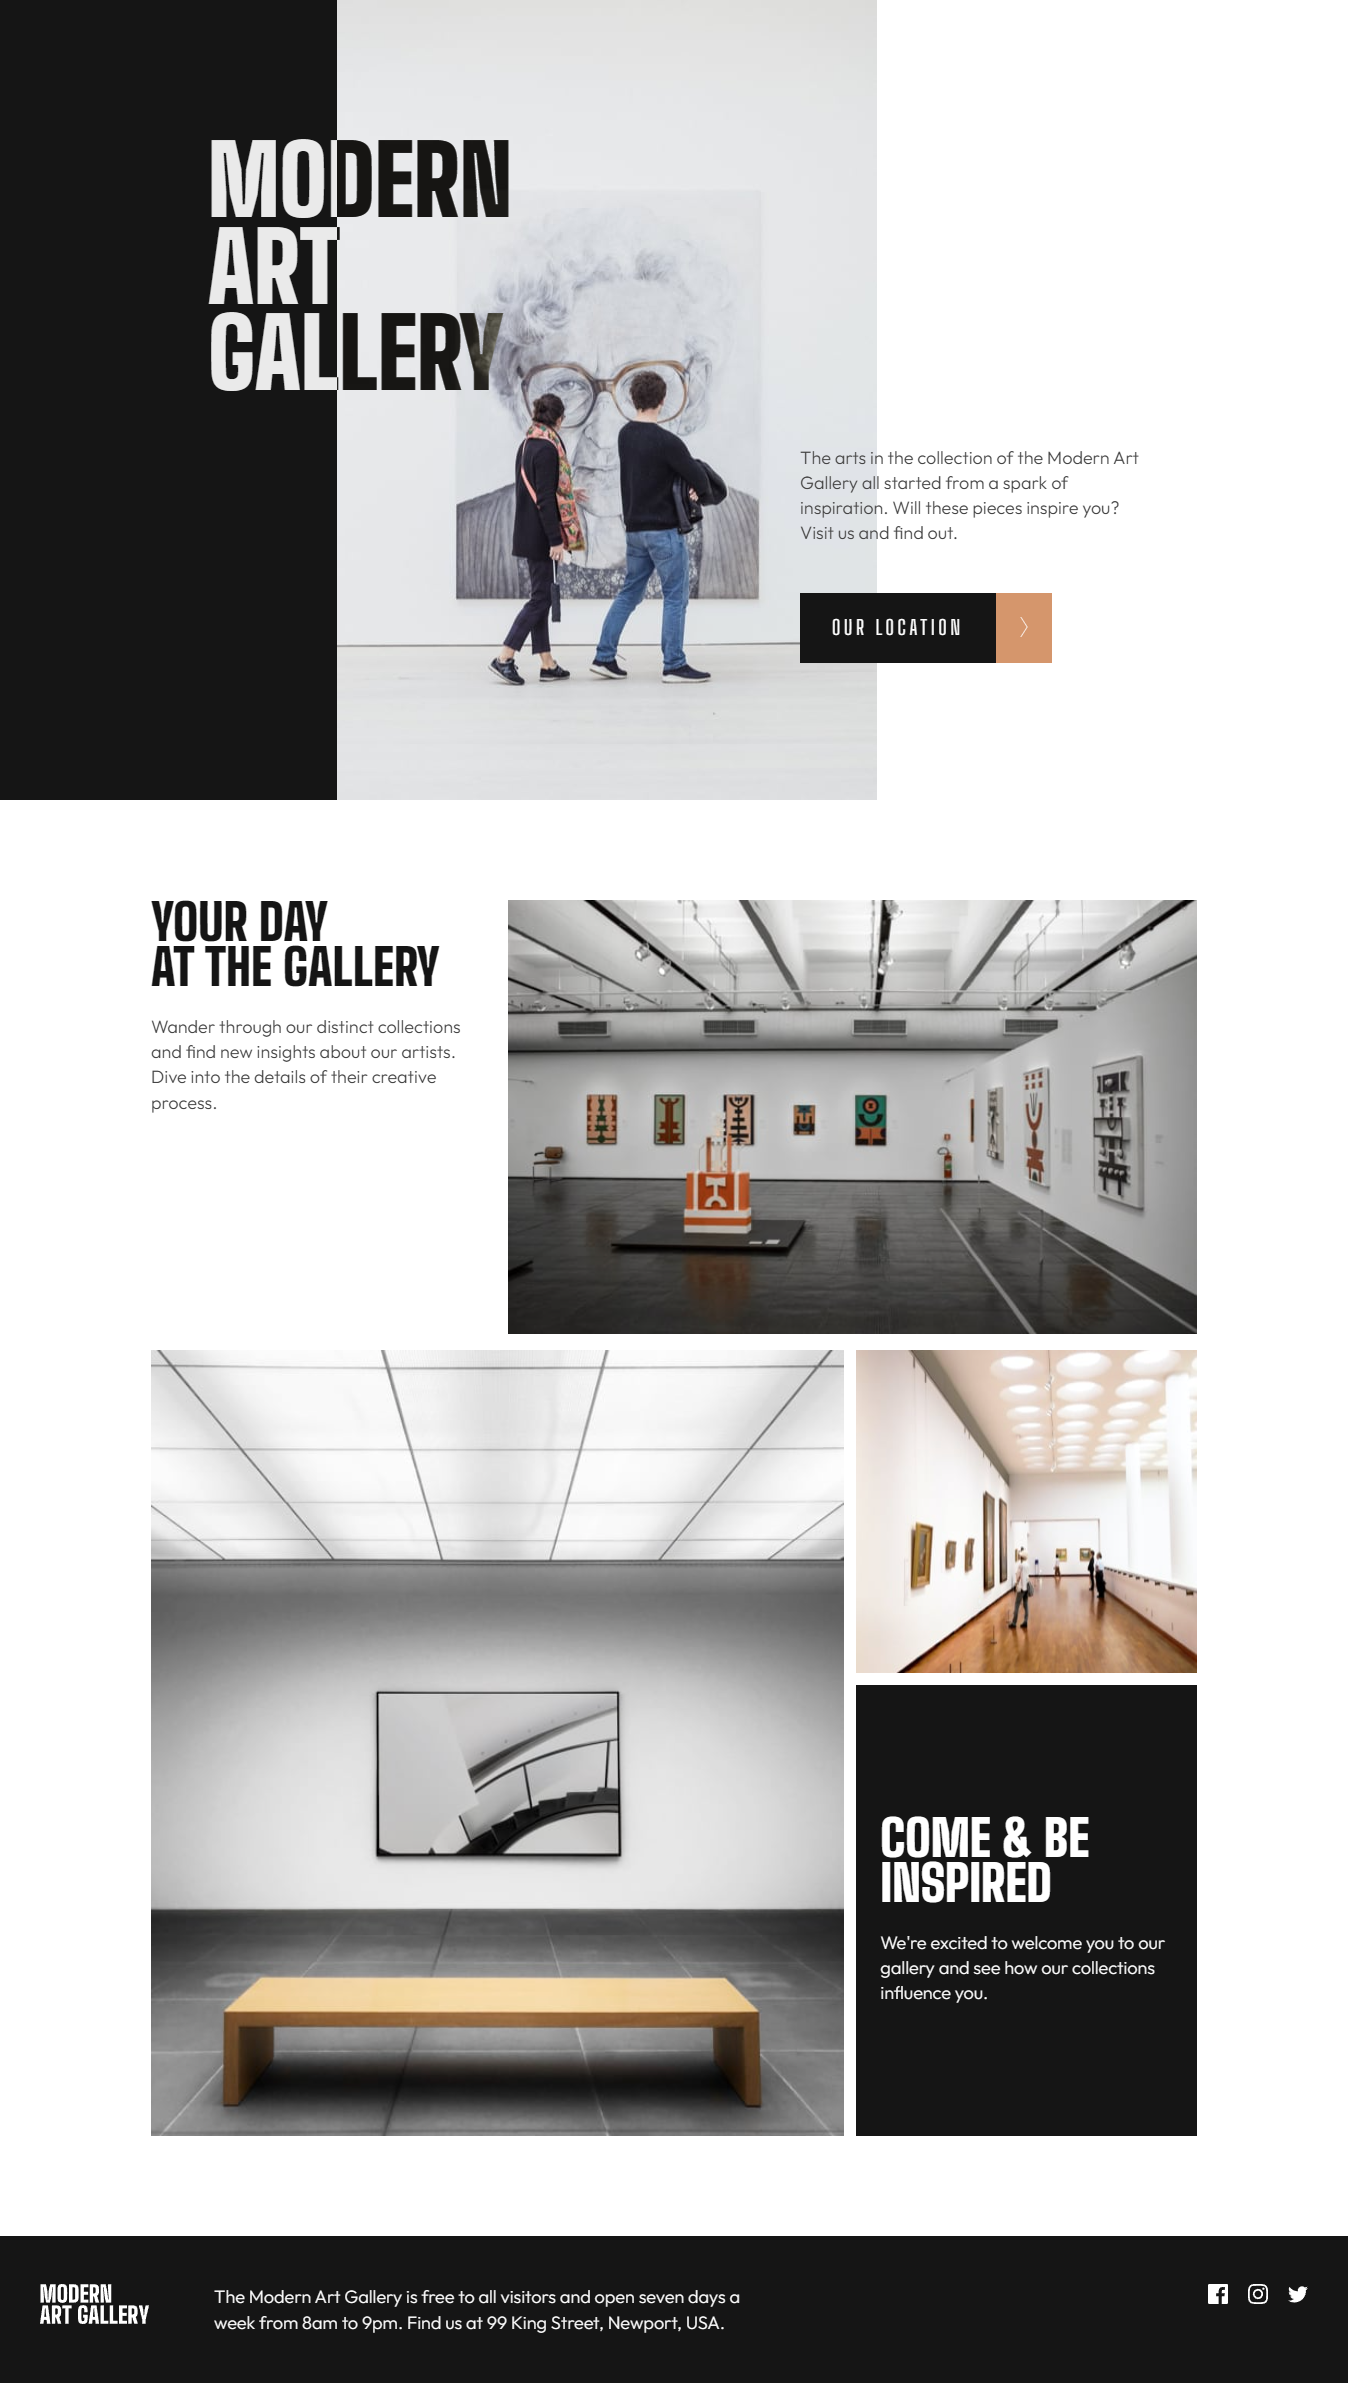 MODERN
ART
GALLERY
The arts in the collection of the Modern Art
Gallery all started from a spark of
inspiration. Will these pieces inspire you?
Visit us and find out.
OUR LOCATION
YOUR DAY
AT THE GALLERY
Wander through our distinct collections
and find new insights about our artists.
Dive into the details of their creative
process.
COME & BE
INSPIRED
We're excited to welcome you to our
gallery and see how our collections
influence you.
MODERN
ART GALLERY
The Modern Art Gallery is free to all visitors and open seven days a
week from 8am to 9pm. Find us at 99 King Street, Newport, USA.